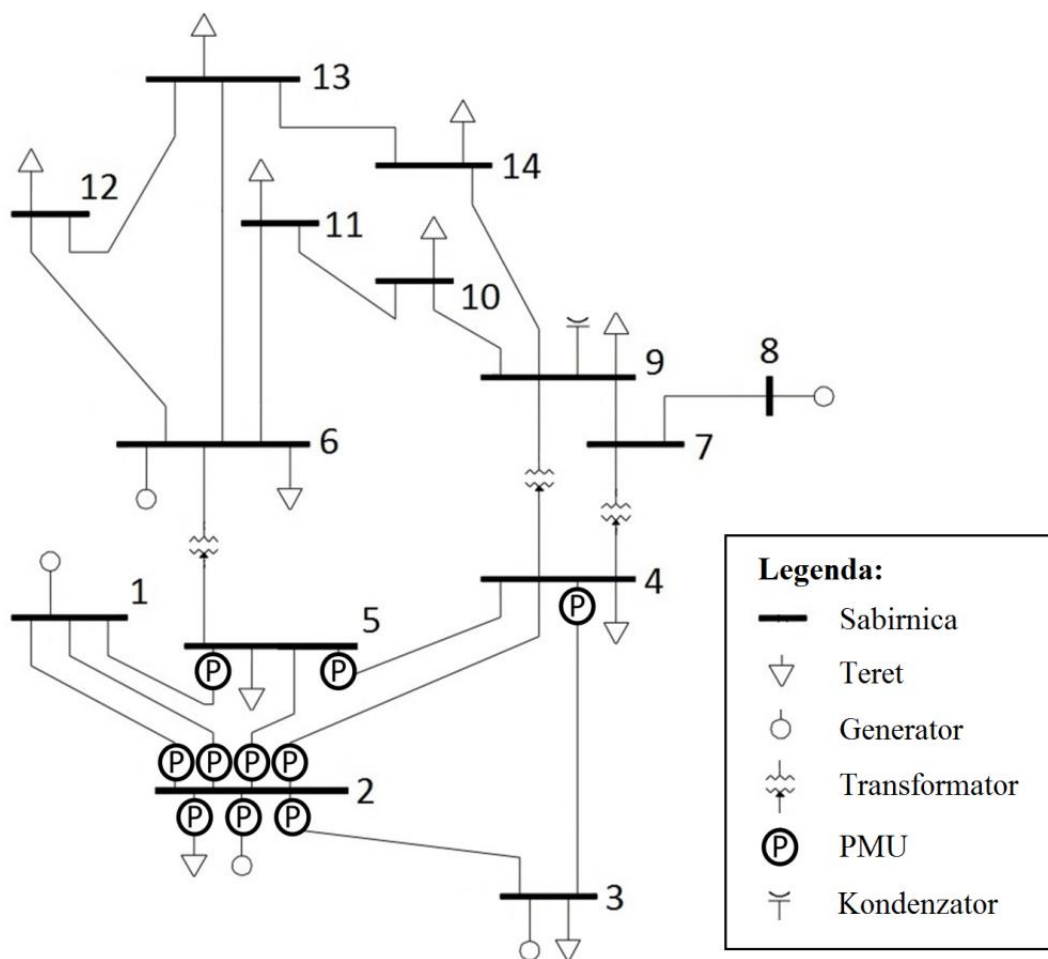 13
14
12
11
10
9
8
7
6
1
4
5
P
P
P
P P P P
2
P P P
3
Legenda:
Sabirnica
Teret
Generator
Transformator
P PMU
Kondenzator